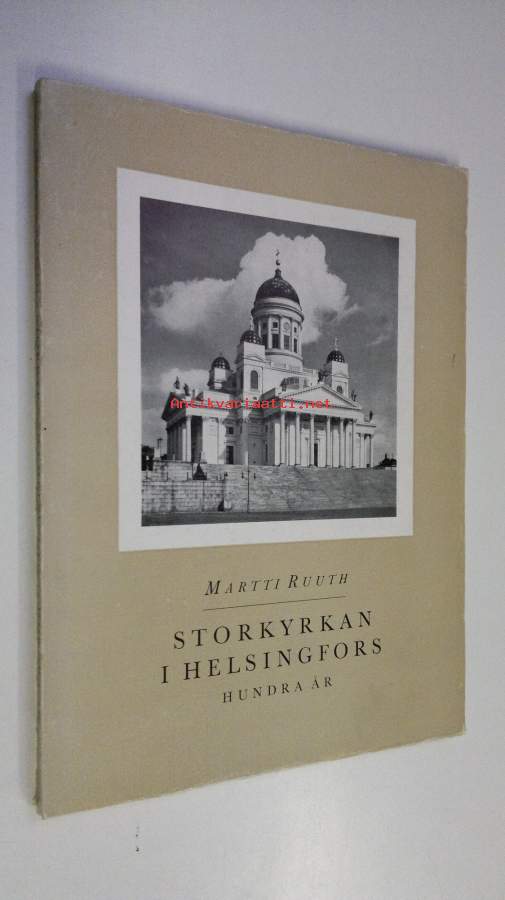 Antikvariaatti.net
MARTTI RUUTH
STORKYRKAN
I HELSINGFORS
HUNDRA ÅR